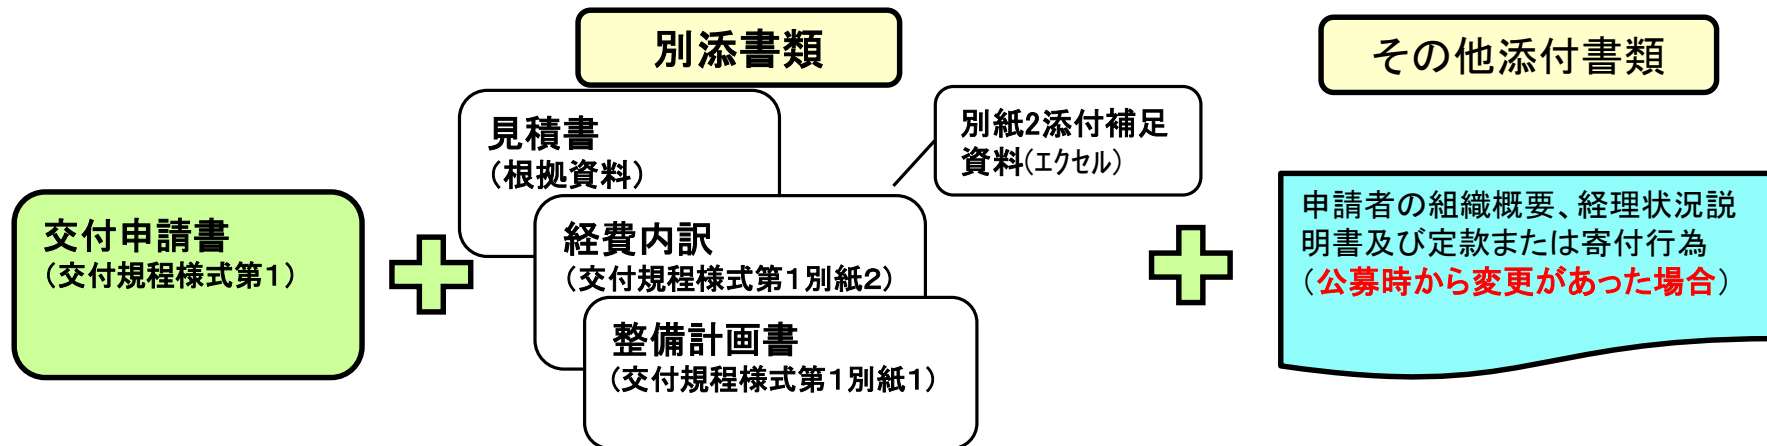 別添書類
その他添付書類
交付申請書
(交付規程様式第1)
見積書
(根拠資料)
経費内訳
(交付規程様式第1別紙2)
整備計画書
(交付規程様式第1別紙1)
別紙2添付補足
資料(エクセル)
申請者の組織概要、経理状況説
明書及び定款または寄付行為
(公募時から変更があった場合)